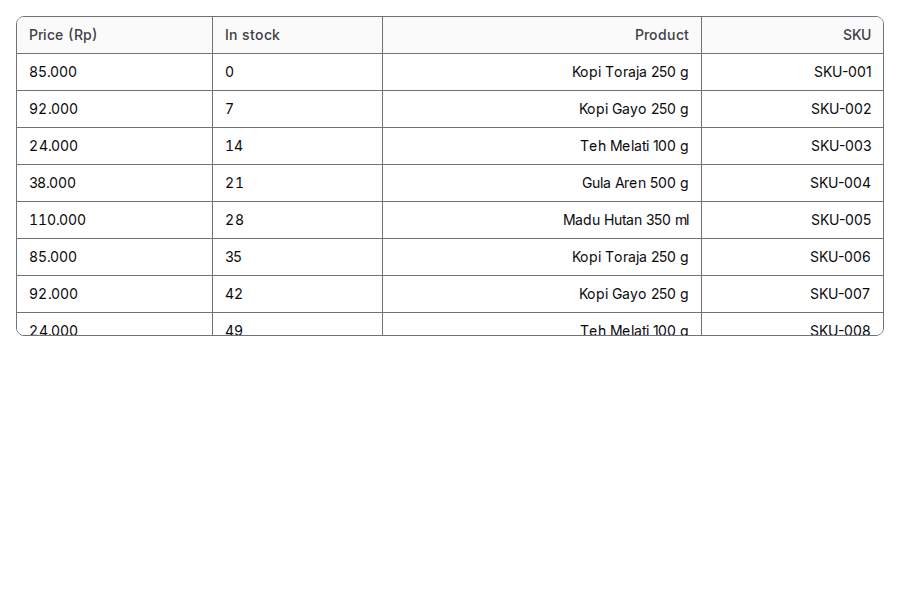 Price (Rp) In stock Product SKU
85.000 0 Kopi Toraja 250 g SKU-001
92.000 7 Kopi Gayo 250 g SKU-002
24.000 14 Teh Melati 100 g SKU-003
38.000 21 Gula Aren 500 g SKU-004
110.000 28 Madu Hutan 350 ml SKU-005
85.000 35 Kopi Toraja 250 g SKU-006
92.000 42 Kopi Gayo 250 g SKU-007
24.000 49 Teh Melati 100 g SKU-008